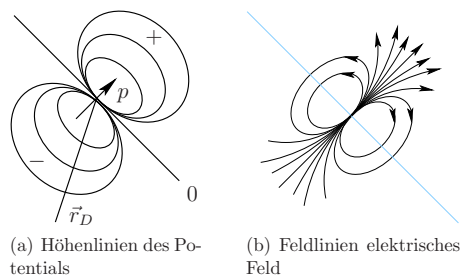 +
p
−
0
r⃗_D
(a) Höhenlinien des Po-
tentials
(b) Feldlinien elektrisches
Feld